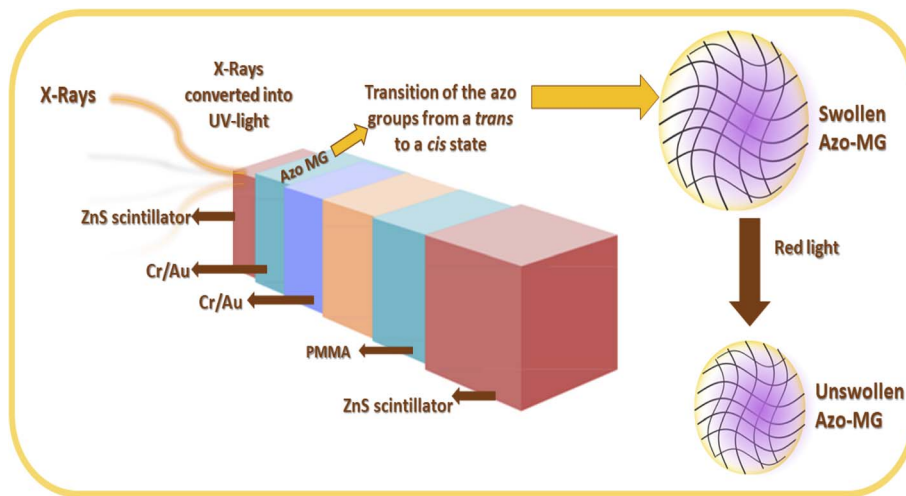 X-Rays
X-Rays
converted into
UV-light
Azo MG
Transition of the azo
groups from a trans
to a cis state
Swollen
Azo-MG
ZnS scintillator
Cr/Au
Cr/Au
PMMA
ZnS scintillator
Red light
Unswollen
Azo-MG